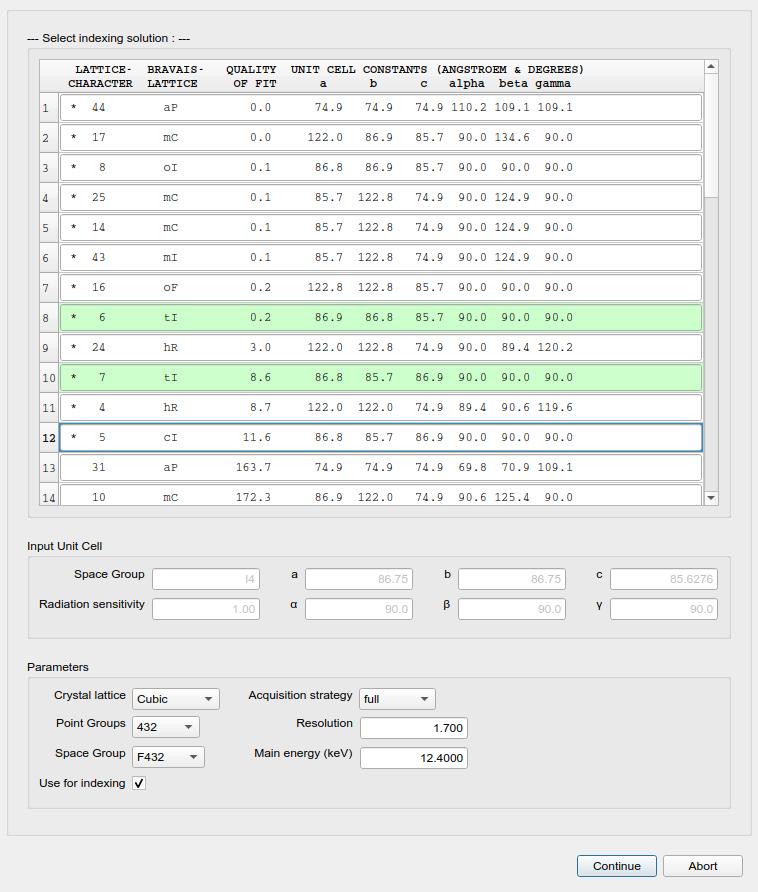 --- Select indexing solution : ---
LATTICE- BRAVAIS- QUALITY UNIT CELL CONSTANTS (ANGSTROEM & DEGREES)
CHARACTER LATTICE OF FIT a b c alpha beta gamma
1 * 44 aP 0.0 74.9 74.9 74.9 110.2 109.1 109.1
2 * 17 mC 0.0 122.0 86.9 85.7 90.0 134.6 90.0
3 * 8 oI 0.1 86.8 86.9 85.7 90.0 90.0 90.0
4 * 25 mC 0.1 85.7 122.8 74.9 90.0 124.9 90.0
5 * 14 mC 0.1 85.7 122.8 74.9 90.0 124.9 90.0
6 * 43 mI 0.1 85.7 122.8 74.9 90.0 124.9 90.0
7 * 16 oF 0.2 122.8 122.8 85.7 90.0 90.0 90.0
8 * 6 tI 0.2 86.9 86.8 85.7 90.0 90.0 90.0
9 * 24 hR 3.0 122.0 122.8 74.9 90.0 89.4 120.2
10 * 7 tI 8.6 86.8 85.7 86.9 90.0 90.0 90.0
11 * 4 hR 8.7 122.0 122.0 74.9 89.4 90.6 119.6
12 * 5 cI 11.6 86.8 85.7 86.9 90.0 90.0 90.0
13 31 aP 163.7 74.9 74.9 74.9 69.8 70.9 109.1
14 10 mC 172.3 86.9 122.0 74.9 90.6 125.4 90.0
Input Unit Cell
Space Group I4 a 86.75 b 86.75 c 85.6276
Radiation sensitivity 1.00 α 90.0 β 90.0 γ 90.0
Parameters
Crystal lattice Cubic Acquisition strategy full
Point Groups 432 Resolution 1.700
Space Group F432 Main energy (keV) 12.4000
Use for indexing
Continue Abort